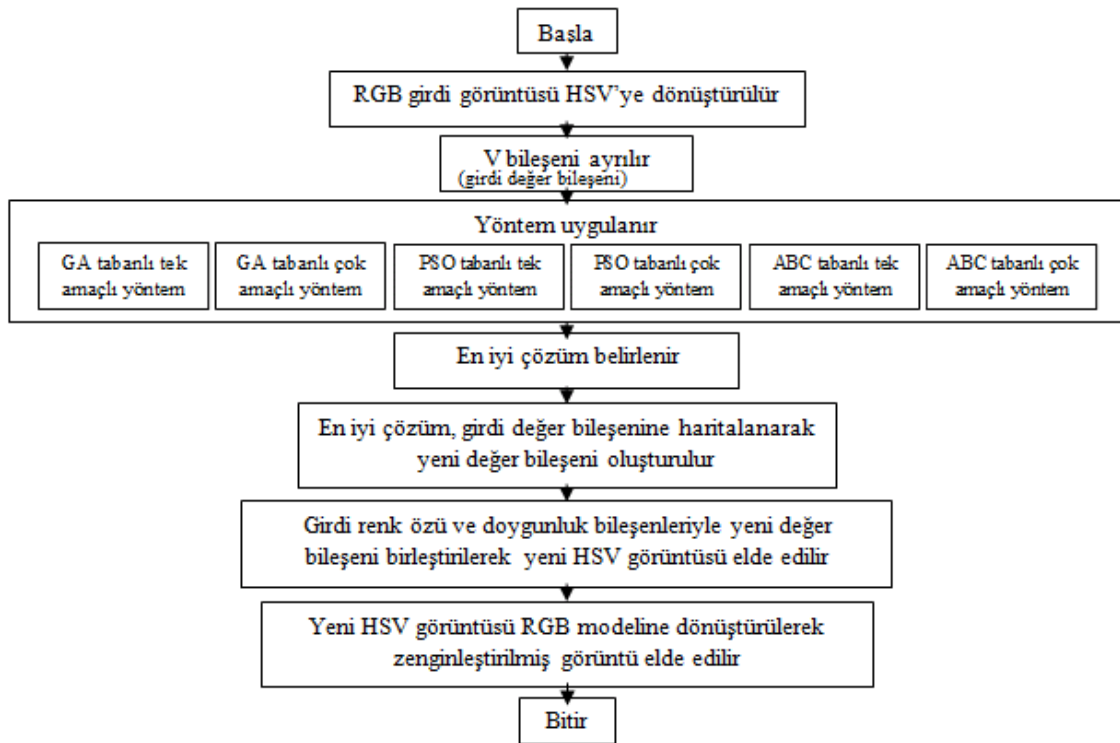 Başla
RGB girdi görüntüsü HSV'ye dönüştürülür
V bileşeni ayrılır
(girdi değer bileşeni)
Yöntem uygulanır
GA tabanlı tek
amaçlı yöntem
GA tabanlı çok
amaçlı yöntem
PSO tabanlı tek
amaçlı yöntem
PSO tabanlı çok
amaçlı yöntem
ABC tabanlı tek
amaçlı yöntem
ABC tabanlı çok
amaçlı yöntem
En iyi çözüm belirlenir
En iyi çözüm, girdi değer bileşenine haritalanarak
yeni değer bileşeni oluşturulur
Girdi renk özü ve doygunluk bileşenleriyle yeni değer
bileşeni birleştirilerek yeni HSV görüntüsü elde edilir
Yeni HSV görüntüsü RGB modeline dönüştürülerek
zenginleştirilmiş görüntü elde edilir
Bitir